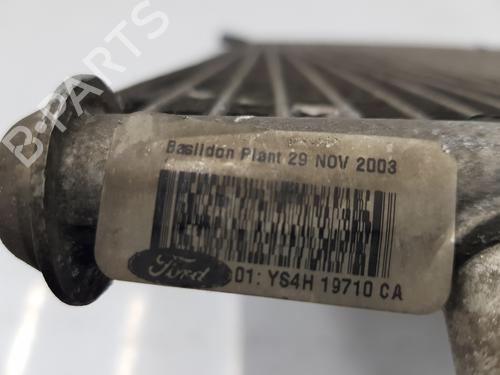 B-PARTS
Basildon Plant 29 NOV 2003
Ford
01: YS4H 19710 CA